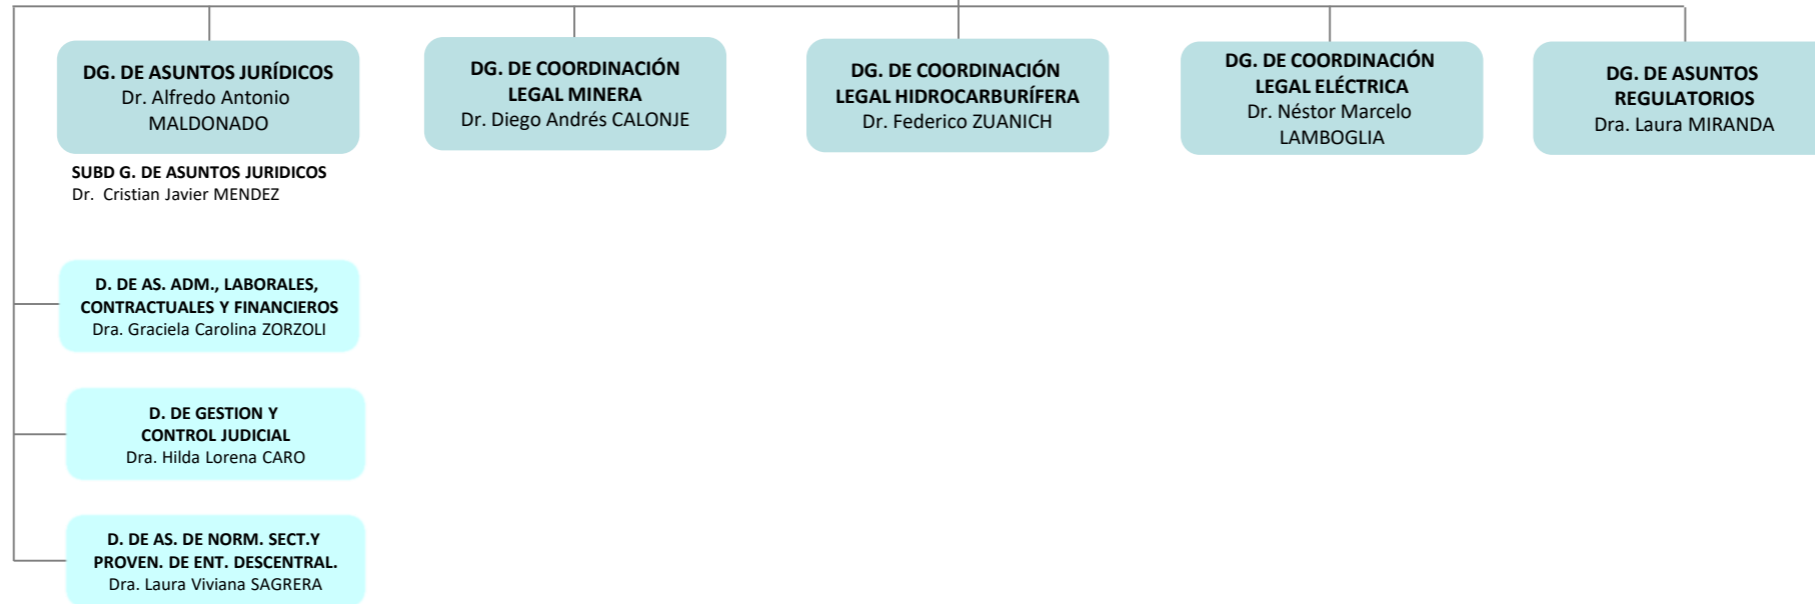 DG. DE ASUNTOS JURÍDICOS
Dr. Alfredo Antonio
MALDONADO
SUBD G. DE ASUNTOS JURIDICOS
Dr. Cristian Javier MENDEZ
DG. DE COORDINACIÓN
LEGAL MINERA
Dr. Diego Andrés CALONJE
DG. DE COORDINACIÓN
LEGAL HIDROCARBURÍFERA
Dr. Federico ZUANICH
DG. DE COORDINACIÓN
LEGAL ELÉCTRICA
Dr. Néstor Marcelo
LAMBOGLIA
DG. DE ASUNTOS
REGULATORIOS
Dra. Laura MIRANDA
D. DE AS. ADM., LABORALES,
CONTRACTUALES Y FINANCIEROS
Dra. Graciela Carolina ZORZOLI
D. DE GESTION Y
CONTROL JUDICIAL
Dra. Hilda Lorena CARO
D. DE AS. DE NORM. SECT.Y
PROVEN. DE ENT. DESCENTRAL.
Dra. Laura Viviana SAGRERA